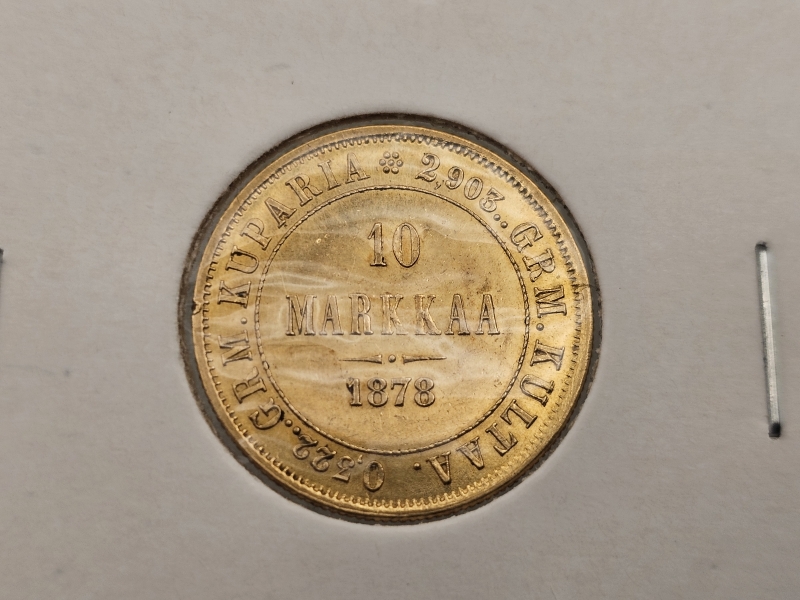 2,903..GRM.KULTAA.
0,322..GRM.KUPARIA
10
MARKKAA
1878